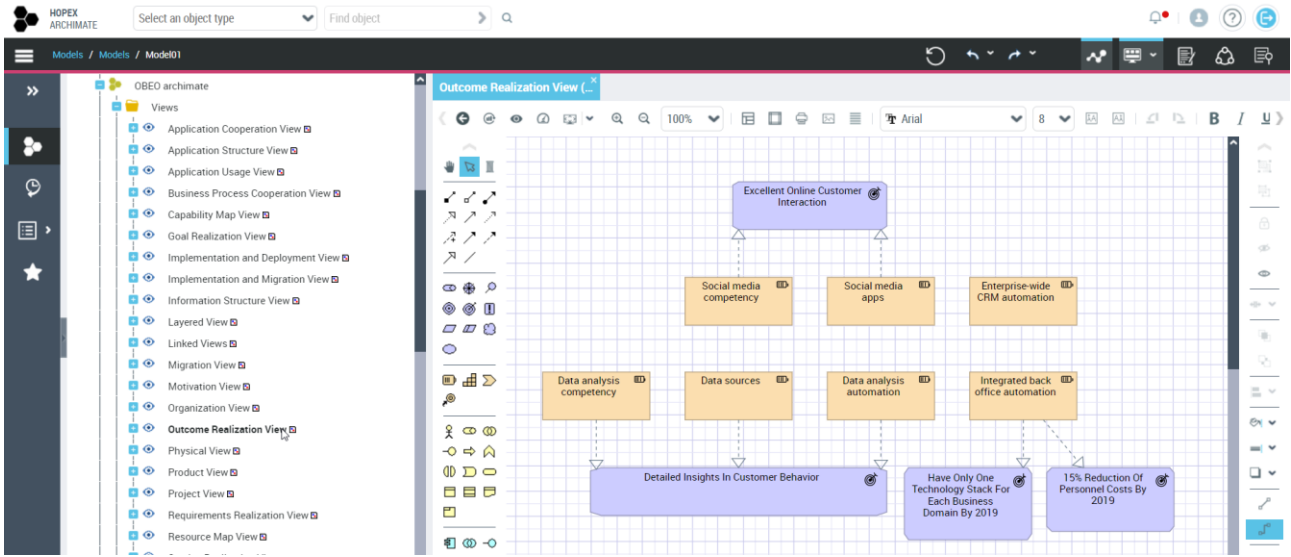 HOPEX
ARCHIMATE
Select an object type
Find object
Models / Models / Model01
OBEO archimate
Views
Application Cooperation View
Application Structure View
Application Usage View
Business Process Cooperation View
Capability Map View
Goal Realization View
Implementation and Deployment View
Implementation and Migration View
Information Structure View
Layered View
Linked Views
Migration View
Motivation View
Organization View
Outcome Realization View
Physical View
Product View
Project View
Requirements Realization View
Resource Map View
Outcome Realization View (...
100%
Arial
8
B I U
Excellent Online Customer
Interaction
Social media
competency
Social media
apps
Enterprise-wide
CRM automation
Data analysis
competency
Data sources
Data analysis
automation
Integrated back
office automation
Detailed Insights In Customer Behavior
Have Only One
Technology Stack For
Each Business
Domain By 2019
15% Reduction Of
Personnel Costs By
2019